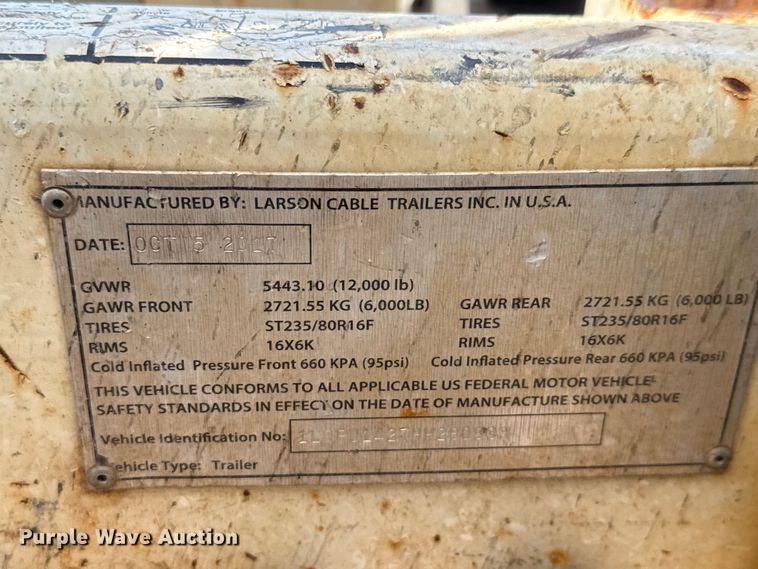 MANUFACTURED BY: LARSON CABLE TRAILERS INC. IN U.S.A.
DATE: OCT 5 2017
GVWR 5443.10 (12,000 lb)
GAWR FRONT 2721.55 KG (6,000LB) GAWR REAR 2721.55 KG (6,000 LB)
TIRES ST235/80R16F TIRES ST235/80R16F
RIMS 16X6K RIMS 16X6K
Cold Inflated Pressure Front 660 KPA (95psi) Cold Inflated Pressure Rear 660 KPA (95psi)
THIS VEHICLE CONFORMS TO ALL APPLICABLE US FEDERAL MOTOR VEHICLE
SAFETY STANDARDS IN EFFECT ON THE DATE OF MANUFACTURE SHOWN ABOVE
Vehicle Identification No:
Vehicle Type: Trailer
Purple Wave Auction